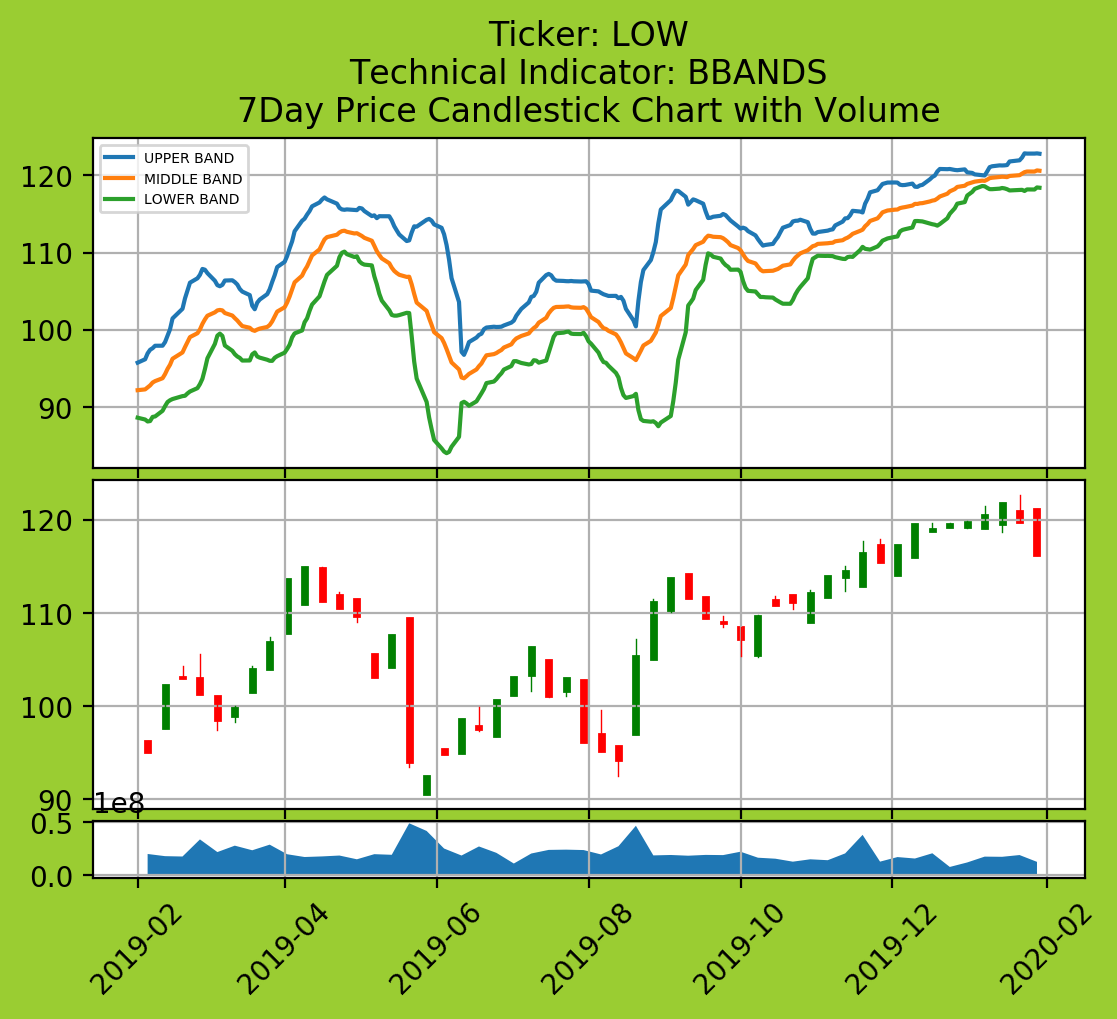 Ticker: LOW
Technical Indicator: BBANDS
7Day Price Candlestick Chart with Volume
UPPER BAND
MIDDLE BAND
LOWER BAND
120
110
100
90
120
110
100
90
1e8
0.5
0.0
2019-02
2019-04
2019-06
2019-08
2019-10
2019-12
2020-02